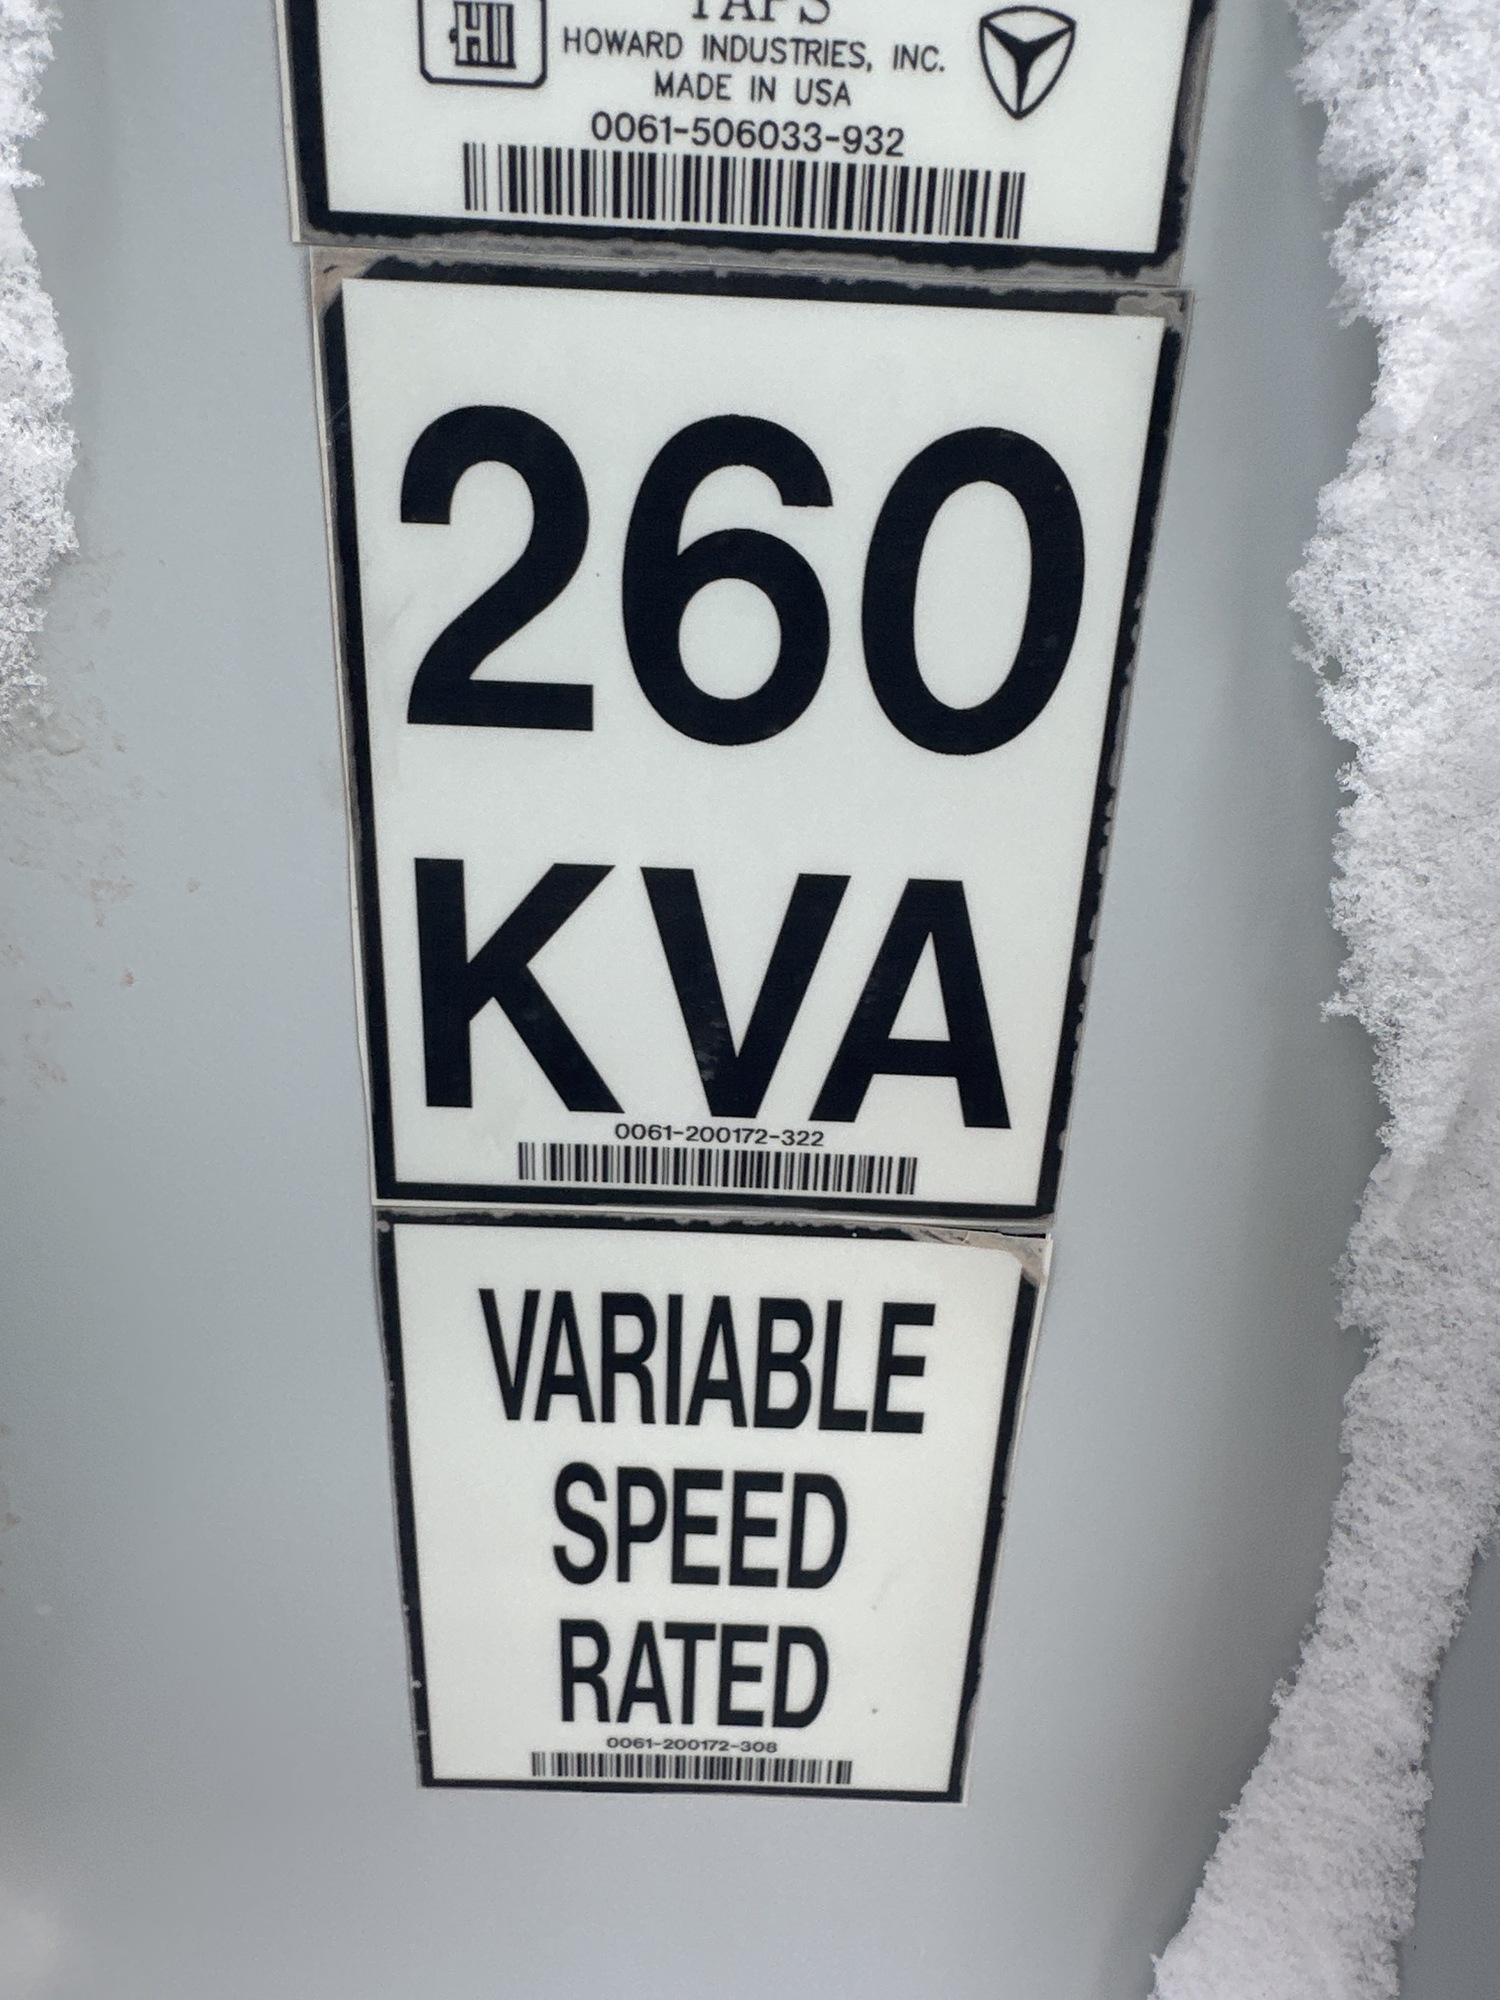 TAPS
HI
HOWARD INDUSTRIES, INC.
MADE IN USA
0061-506033-932
260
KVA
0061-200172-322
VARIABLE
SPEED
RATED
0061-200172-308